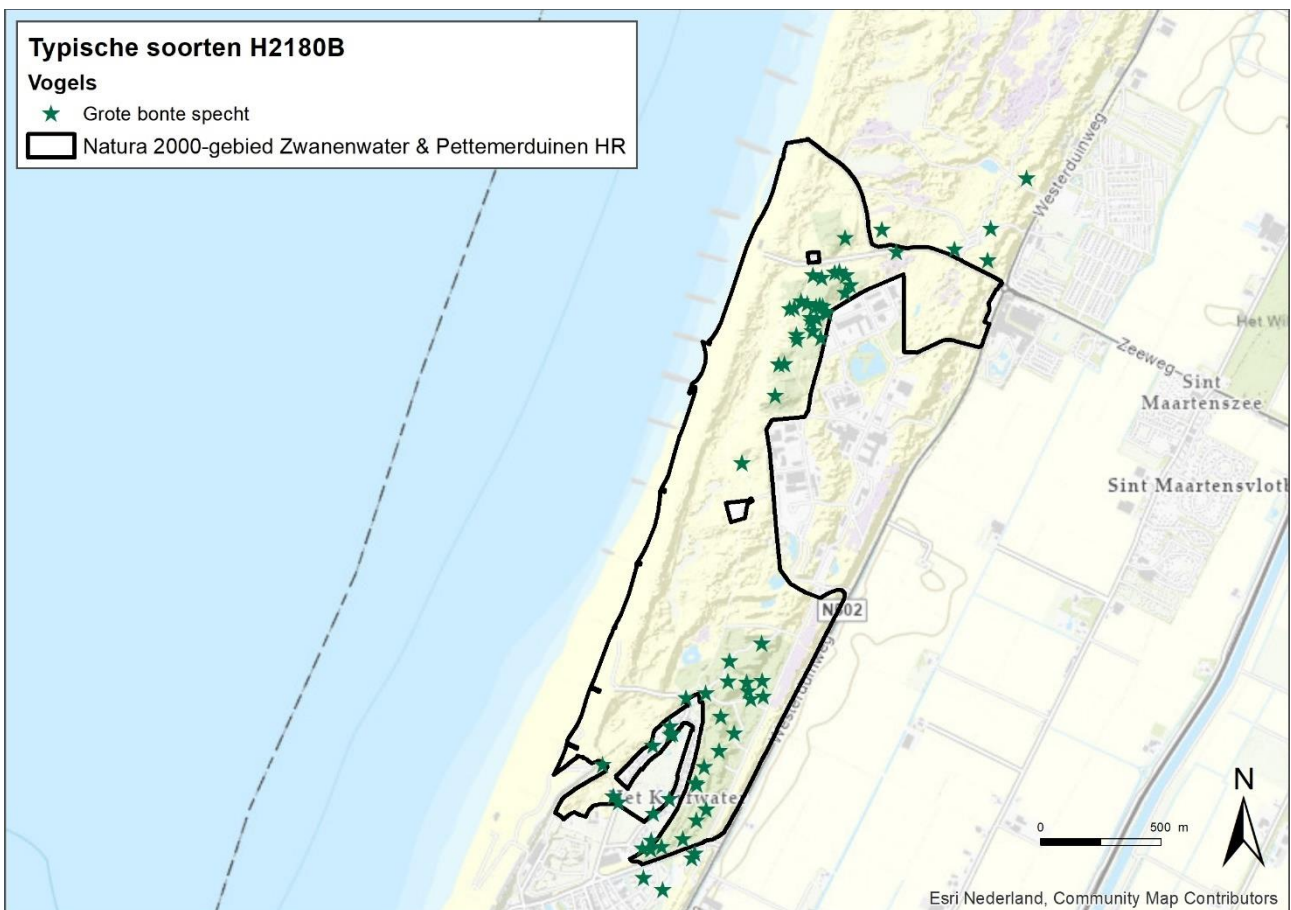 Typische soorten H2180B
Vogels
Grote bonte specht
Natura 2000-gebied Zwanenwater & Pettemerduinen HR
Westerduinweg
Zeeweg
Sint
Maartenszee
Sint Maartensvlotb
N502
Westerduinweg
N
0 500 m
Esri Nederland, Community Map Contributors